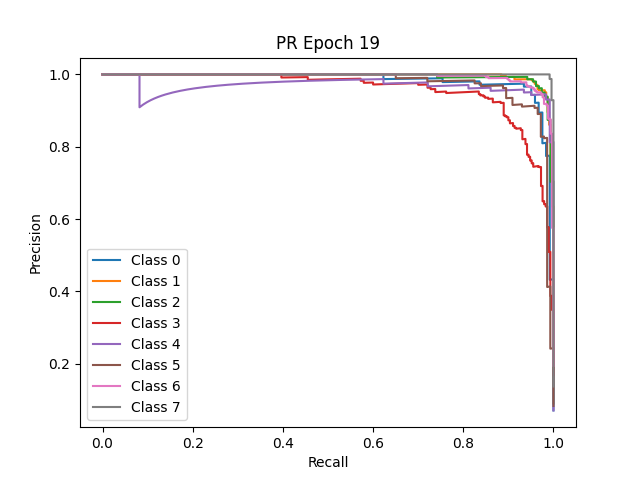 PR Epoch 19
1.0
0.8
0.6
0.4
0.2
Precision
Class 0
Class 1
Class 2
Class 3
Class 4
Class 5
Class 6
Class 7
0.0 0.2 0.4 0.6 0.8 1.0
Recall